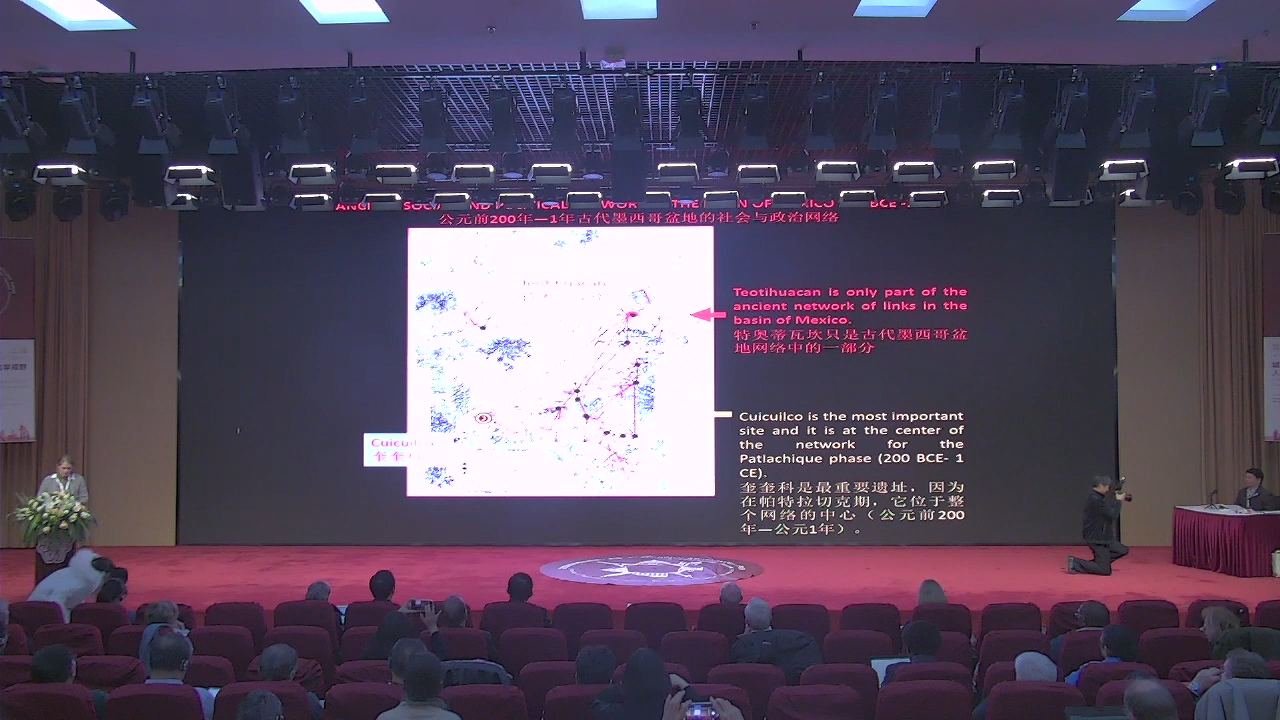 公元前200年—1年古代墨西哥盆地的社会与政治网络
Teotihuacan is only part of the
ancient network of links in the
basin of Mexico.
特奥蒂瓦坎只是古代墨西哥盆
地网络中的一部分
Cuicuilco is the most important
site and it is at the center of
the network for the
Patlachique phase (200 BCE- 1
CE).
奎奎科是最重要遗址，因为
在帕特拉切克期，它位于整
个网络的中心（公元前200
年—公元1年）。